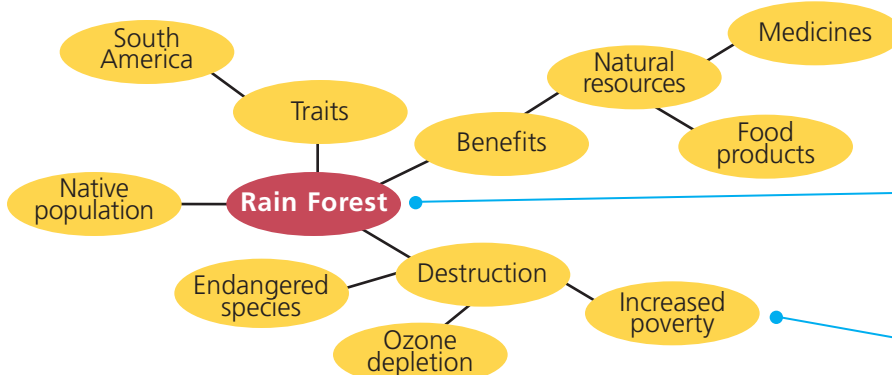 South
America
Traits
Medicines
Natural
resources
Benefits
Food
products
Native
population
Rain Forest
Endangered
species
Destruction
Increased
poverty
Ozone
depletion